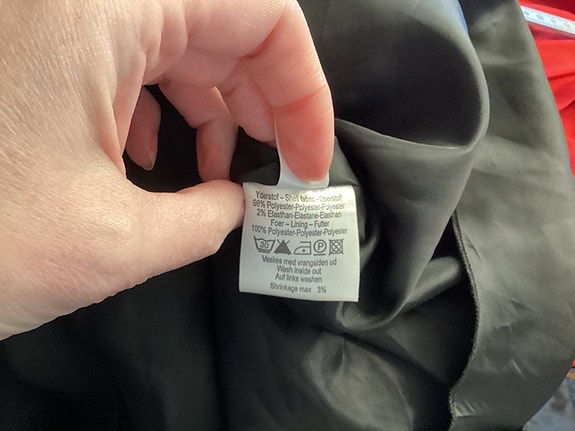 Yderstof – Shell fabric - Oberstoff
98% Polyester-Polyester-Polyester
2% Elasthan-Elastane-Elasthan
Foer – Lining – Futter
100% Polyester-Polyester-Polyester
30 P
Vaskes med vrangsiden ud
Wash inside out
Auf links washen
Shrinkage max 3%